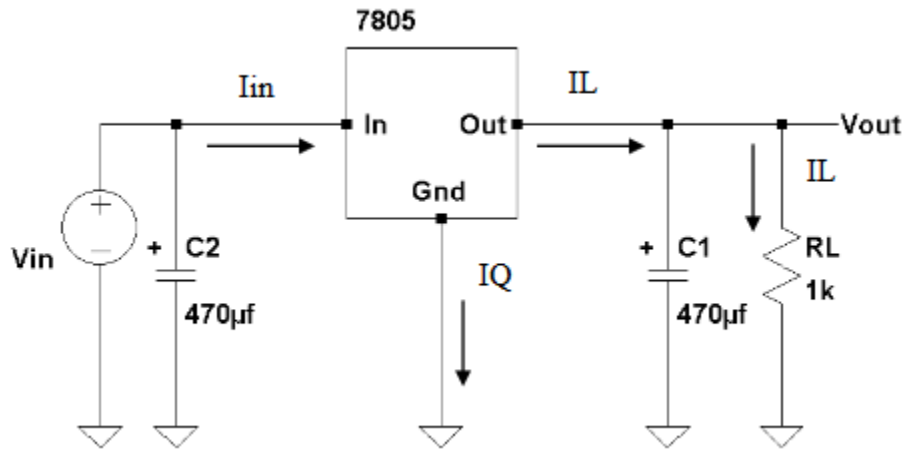 7805
Iin
IL
In
Out
Vout
Gnd
IL
+
−
Vin
+
C2
470µf
IQ
+
C1
470µf
RL
1k